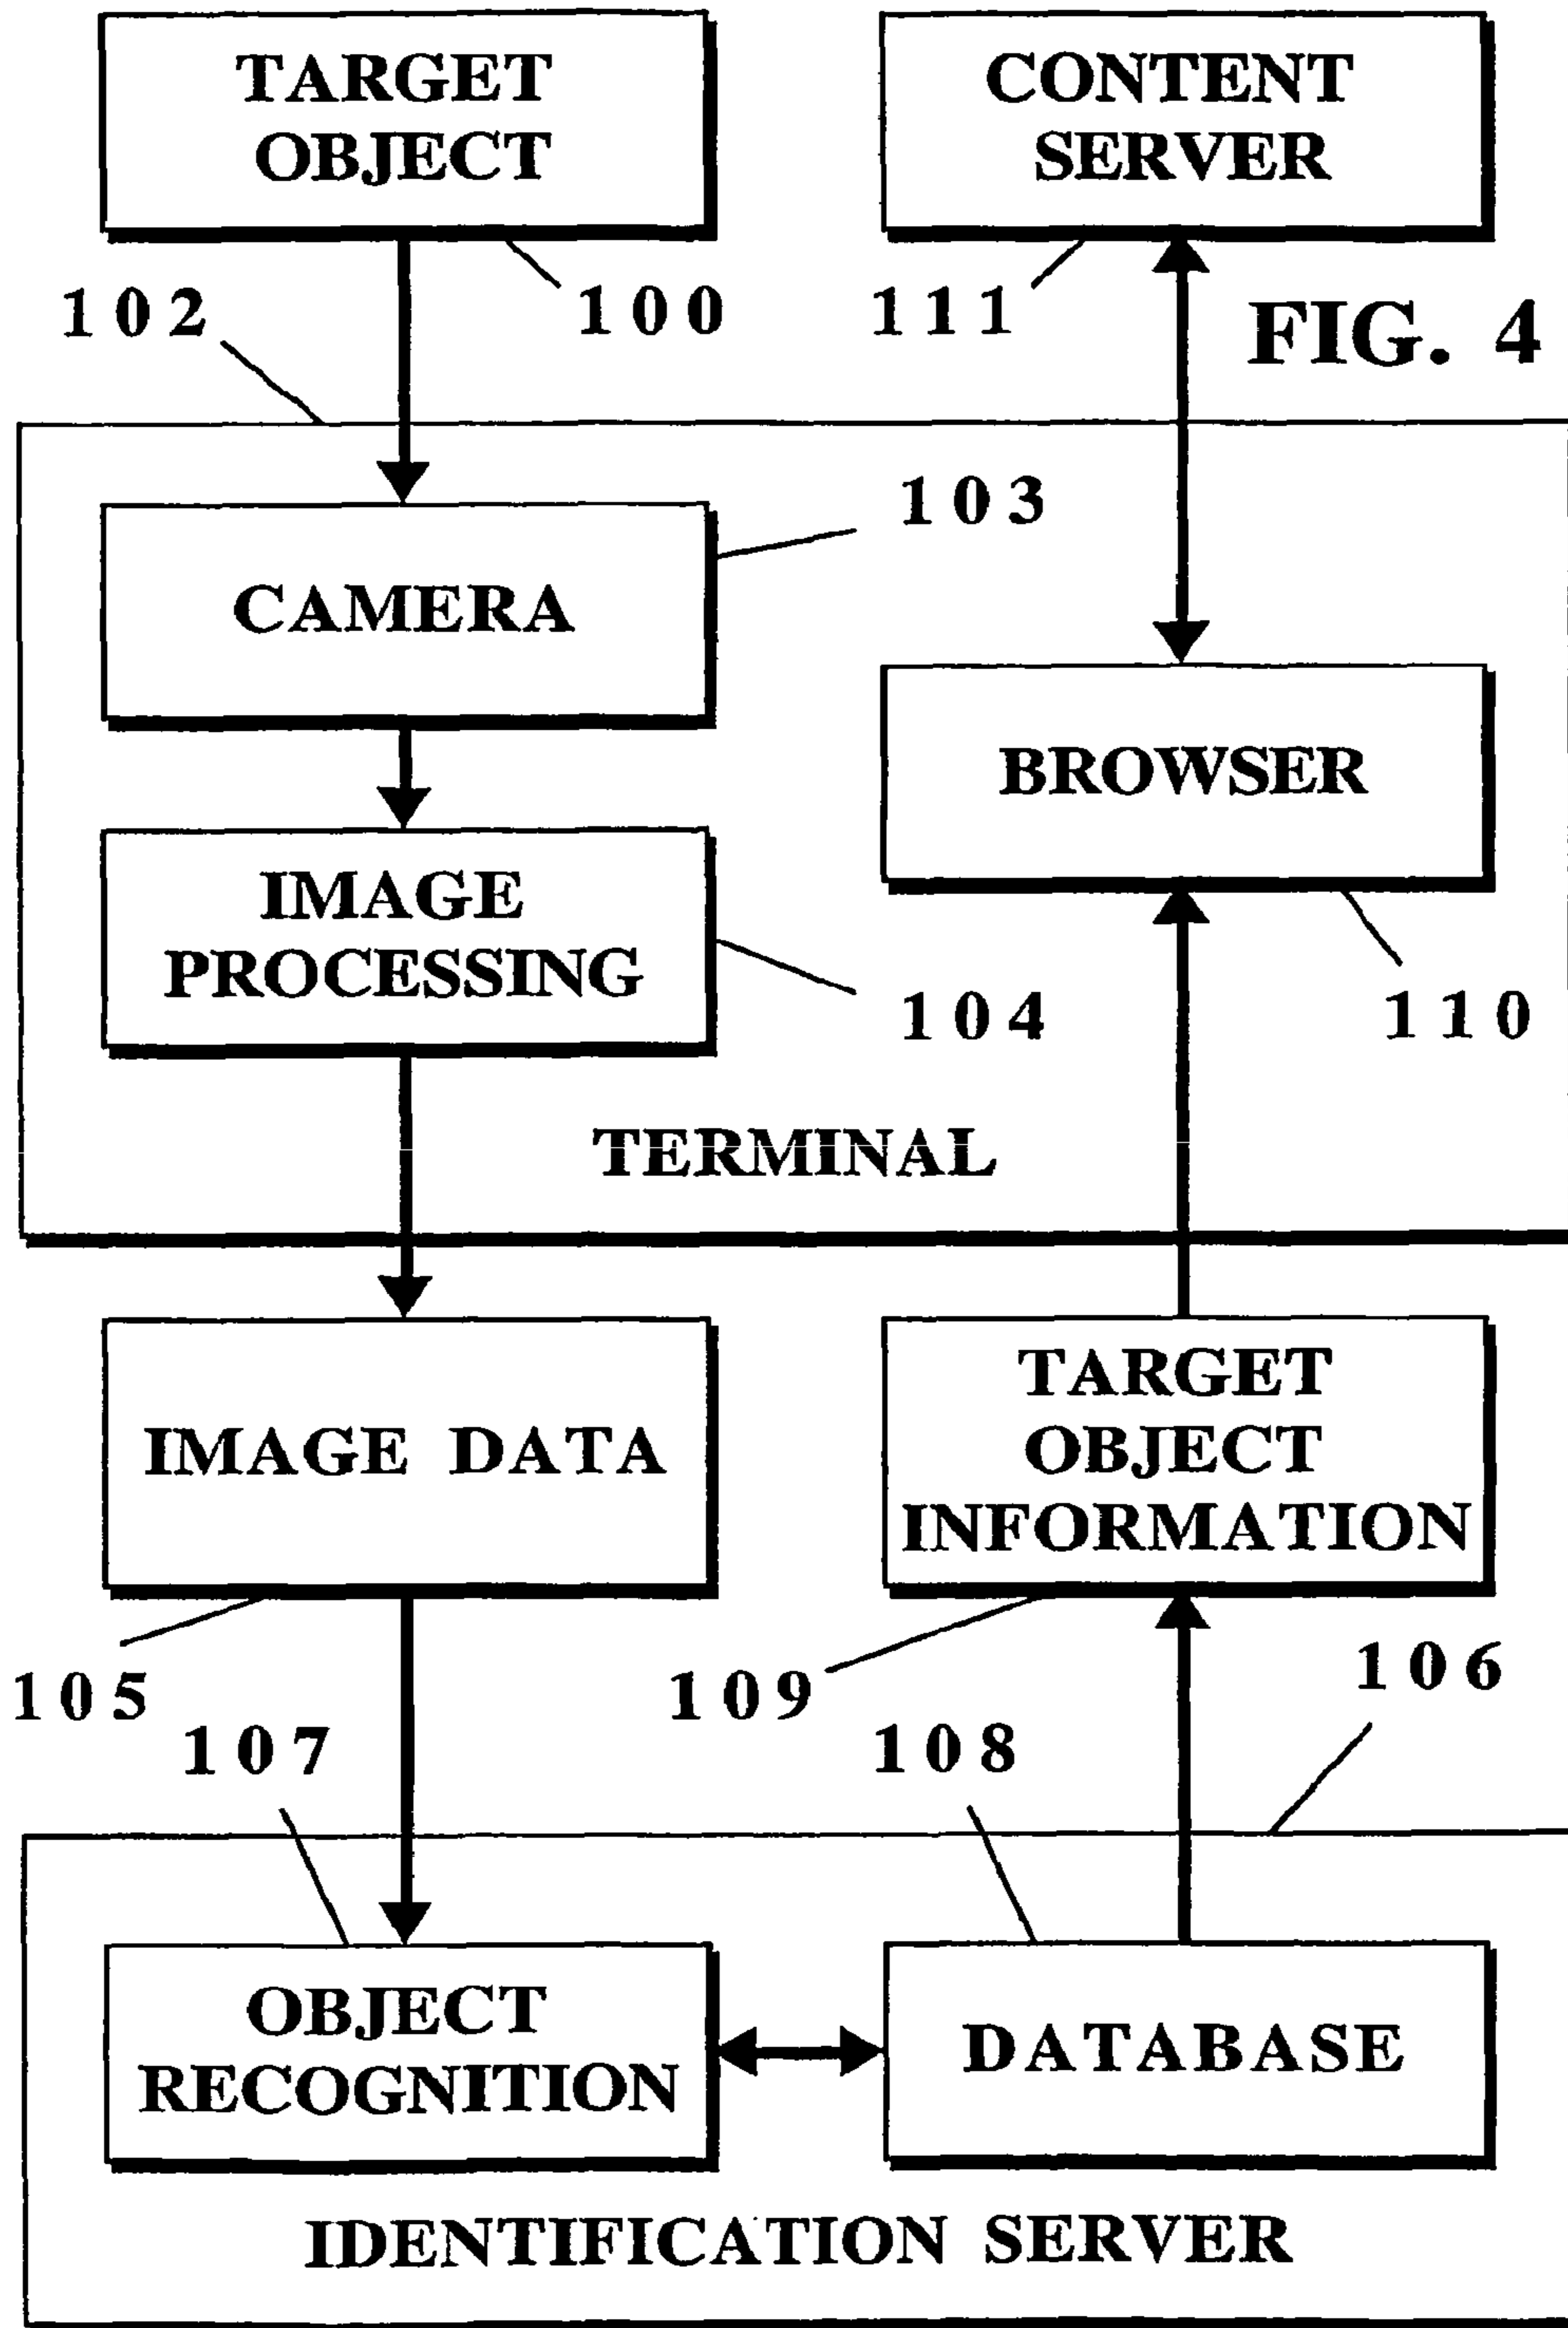 TARGET
OBJECT
CONTENT
SERVER
102
100
111
FIG. 4
103
CAMERA
BROWSER
IMAGE
PROCESSING
104
110
TERMINAL
IMAGE DATA
TARGET
OBJECT
INFORMATION
105
109
106
107
108
OBJECT
RECOGNITION
DATABASE
IDENTIFICATION SERVER